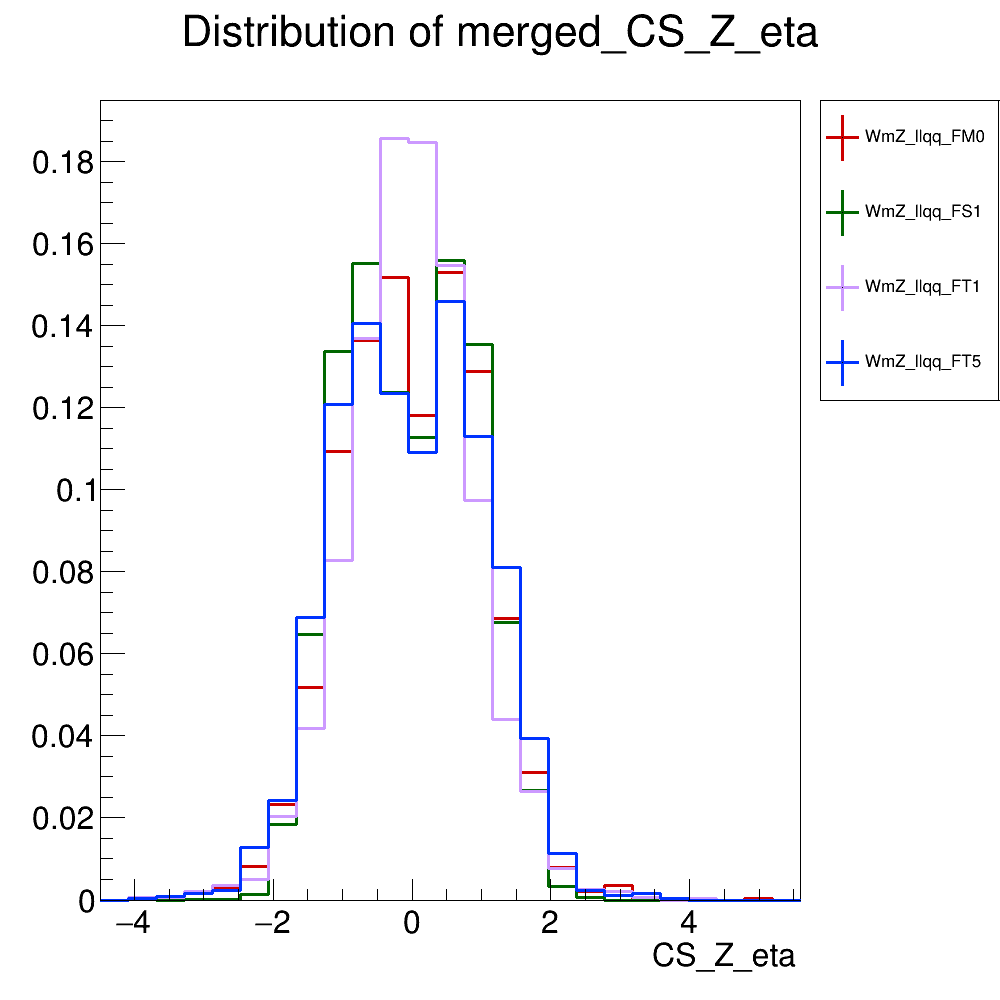 Distribution of merged_CS_Z_eta
WmZ_llqq_FM0
WmZ_llqq_FS1
WmZ_llqq_FT1
WmZ_llqq_FT5
0.18
0.16
0.14
0.12
0.1
0.08
0.06
0.04
0.02
0
−4 −2 0 2 4
CS_Z_eta